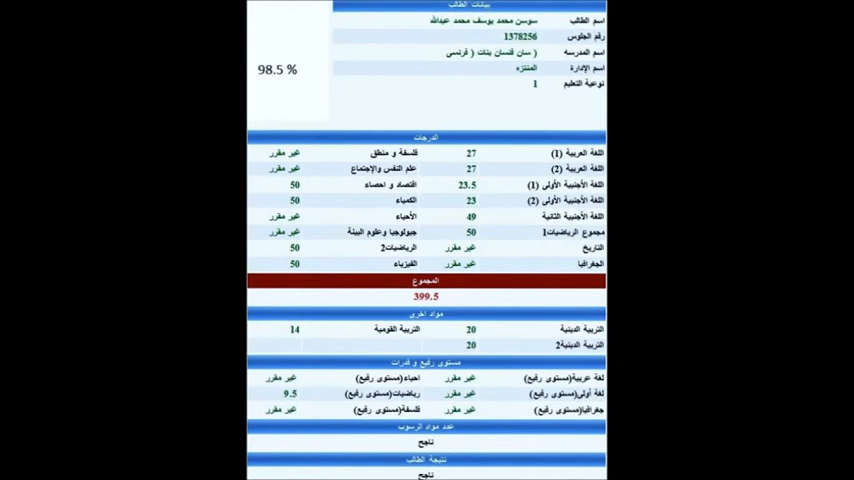 بيانات الطالب
اسم الطالب سوسن محمد يوسف محمد عبدالله
رقم الجلوس 1378256
اسم المدرسه ( سان فنسان بنات ( فرنسى
اسم الإدارة المنتزه
نوعية التعليم 1
98.5 %
الدرجات
اللغة العربية (1) 27 فلسفة و منطق غير مقرر
اللغة العربية (2) 27 علم النفس والإجتماع غير مقرر
اللغة الأجنبية الأولى (1) 23.5 اقتصاد و احصاء 50
اللغة الأجنبية الأولى (2) 23 الكمياء 50
اللغة الأجنبية الثانية 49 الأحياء غير مقرر
مجموع الرياضيات1 50 جيولوجيا وعلوم البيئة غير مقرر
التاريخ غير مقرر الرياضيات2 50
الجغرافيا غير مقرر الفيزياء 50
المجموع
399.5
مواد اخرى
التربية الدينية 20 التربية القومية 14
التربية الدينية2 20
مستوى رفيع و قدرات
لغة عربية(مستوى رفيع) غير مقرر احياء(مستوى رفيع) غير مقرر
لغة أولى(مستوى رفيع) غير مقرر رياضيات(مستوى رفيع) 9.5
جغرافيا(مستوى رفيع) غير مقرر فلسفة(مستوى رفيع) غير مقرر
عدد مواد الرسوب
ناجح
نتيجة الطالب
ناجح